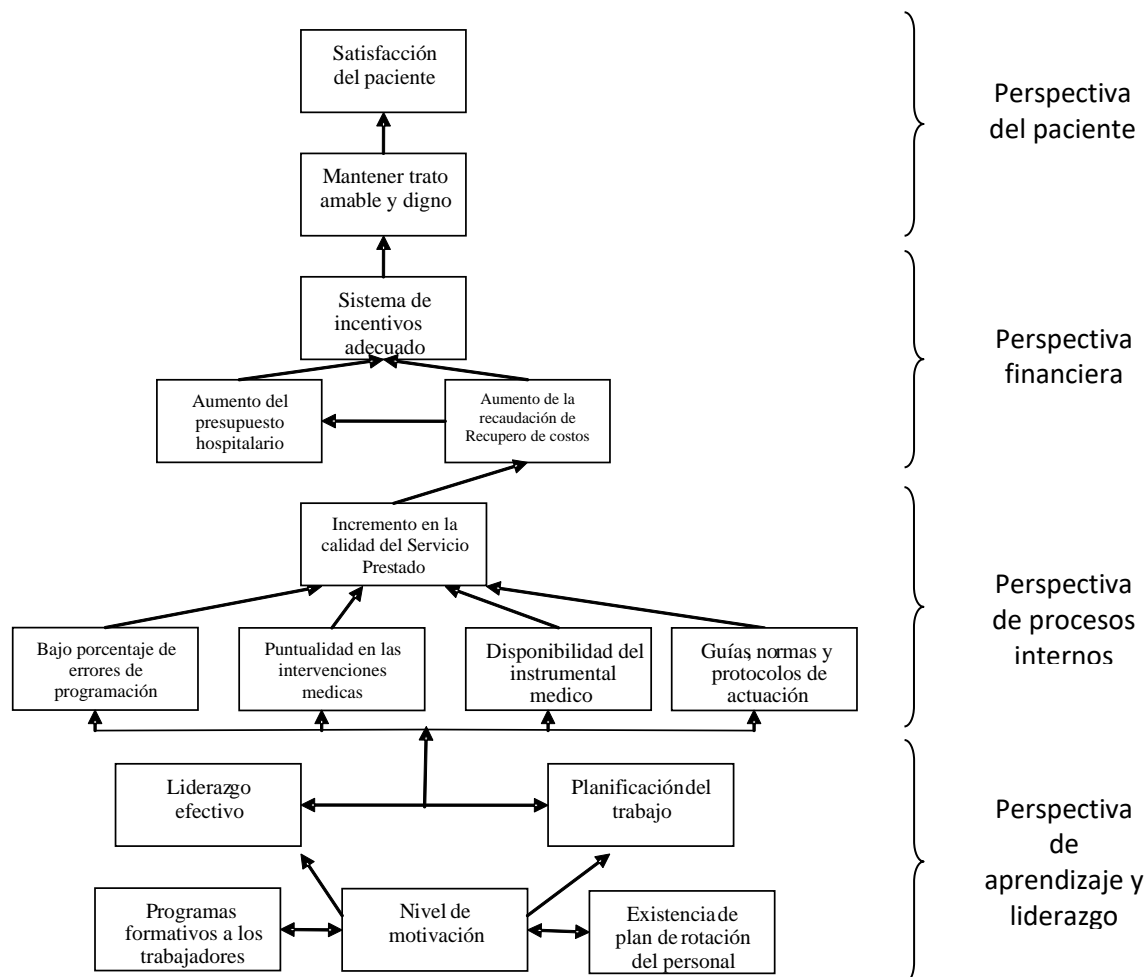 Satisfacción
del paciente
Perspectiva
del paciente
Mantener trato
amable y digno
Sistema de
incentivos
adecuado
Perspectiva
financiera
Aumento del
presupuesto
hospitalario
Aumento de la
recaudación de
Recupero de costos
Incremento en la
calidad del Servicio
Prestado
Perspectiva
de procesos
internos
Bajo porcentaje de
errores de
programación
Puntualidad en las
intervenciones
medicas
Disponibilidad del
instrumental
medico
Guías, normas y
protocolos de
actuación
Liderazgo
efectivo
Planificación del
trabajo
Perspectiva
de
aprendizaje y
liderazgo
Programas
formativos a los
trabajadores
Nivel de
motivación
Existencia de
plan de rotación
del personal